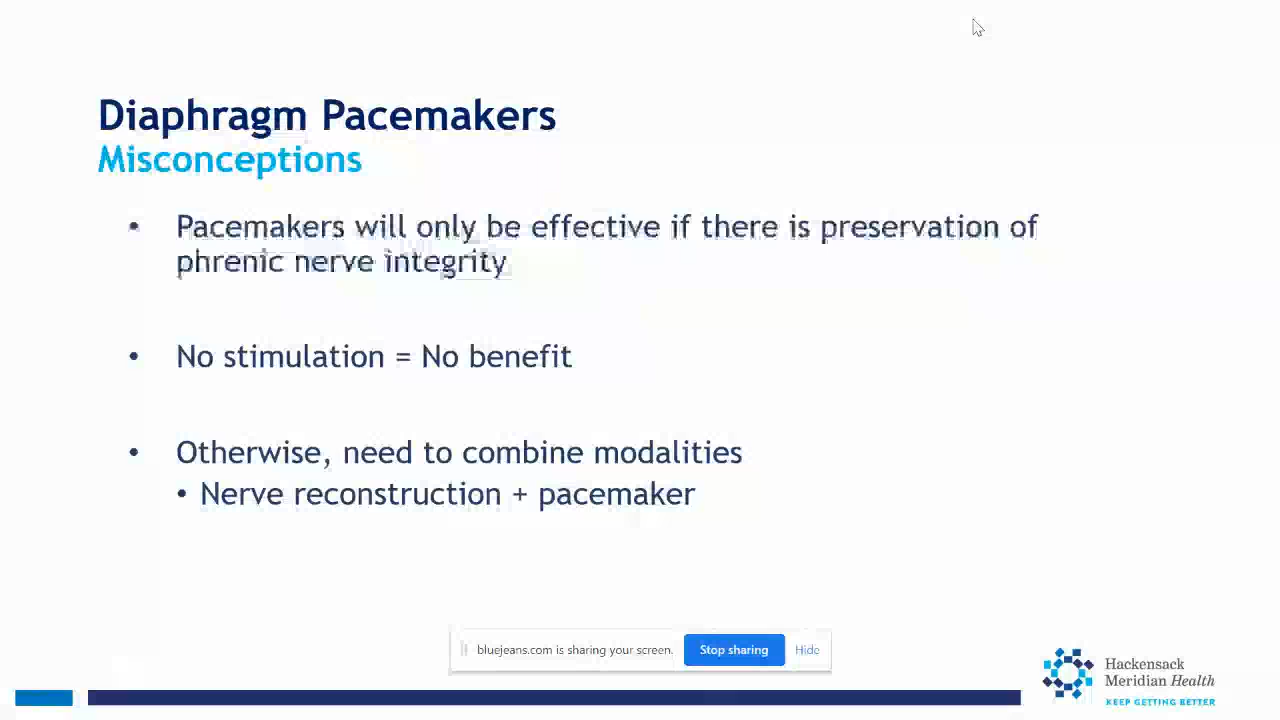 Diaphragm Pacemakers
Misconceptions
• Pacemakers will only be effective if there is preservation of
phrenic nerve integrity
• No stimulation = No benefit
• Otherwise, need to combine modalities
• Nerve reconstruction + pacemaker
bluejeans.com is sharing your screen. Stop sharing Hide
Hackensack
Meridian Health
KEEP GETTING BETTER